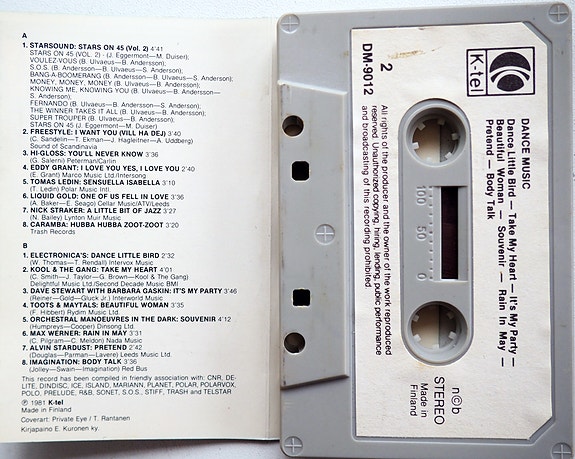 A
1. STARSOUND: STARS ON 45 (Vol. 2) 4'41
STARS ON 45 (VOL. 2) - (J. Eggermont—M. Duiser);
VOULEZ-VOUS (B. Ulvaeus—B. Andersson);
S.O.S. (B. Andersson—B. Ulvaeus—S. Andersson);
BANG-A-BOOMERANG (B. Andersson—B. Ulvaeus—S. Andersson);
MONEY, MONEY, MONEY (B. Ulvaeus—B. Andersson);
KNOWING ME, KNOWING YOU (B. Ulvaeus—B. Andersson—
S. Andersson);
FERNANDO (B. Ulvaeus—B. Andersson—S. Andersson);
THE WINNER TAKES IT ALL (B. Ulvaeus—B. Andersson);
SUPER TROUPER (B. Ulvaeus—B. Andersson)
STARS ON 45 (J. Eggermont—M. Duiser)
2. FREESTYLE: I WANT YOU (VILL HA DEJ) 3'40
(C. Sandelin—T. Ekman—J. Hagleitner—A. Uddberg)
Sound of Scandinavia
3. HI-GLOSS: YOU'LL NEVER KNOW 3'36
(G. Salerni) Peterman/Carlin
4. EDDY GRANT: I LOVE YOU YES, I LOVE YOU 2'40
(E. Grant) Marco Music Ltd./Intersong
5. TOMAS LEDIN: SENSUELLA ISABELLA 3'10
(T. Ledin) Polar Music Intl.
6. LIQUID GOLD: ONE OF US FELL IN LOVE 3'36
(A. Baker—E. Seago) Cellar Music/ATV/Leeds
7. NICK STRAKER: A LITTLE BIT OF JAZZ 3'27
(N. Bailey) Lynton Muir Music
8. CARAMBA: HUBBA HUBBA ZOOT-ZOOT 3'20
Trash Records
B
1. ELECTRONICA'S: DANCE LITTLE BIRD 2'32
(W. Thomas—T. Rendall) Intervox Music
2. KOOL & THE GANG: TAKE MY HEART 4'01
(C. Smith—J. Taylor—G. Brown—Kool & The Gang)
Delightful Music Ltd/Second Decade Music BMI
3. DAVE STEWART WITH BARBARA GASKIN: IT'S MY PARTY 3'46
(Reiner—Gold—Gluck Jr.) Interworld Music
4. TOOTS & MAYTALS: BEAUTIFUL WOMAN 3'35
(F. Hibbert) Rydim Music Ltd.
5. ORCHESTRAL MANOEUVRES IN THE DARK: SOUVENIR 4'12
(Humpreys—Cooper) Dinsong Ltd.
6. MAX WERNER: RAIN IN MAY 3'31
(C. Pilgram—C. Meldon) Nada Music
7. ALVIN STARDUST: PRETEND 2'42
(Douglas—Parman—Lavere) Leeds Music Ltd.
8. IMAGINATION: BODY TALK 3'36
(Jolley—Swain—Imagination) Red Bus
This record has been compiled in friendly association with: CNR, DE-
LITE, DINDISC, ICE, ISLAND, MARIANN, PLANET, POLAR, POLARVOX,
POLO, PRELUDE, R&B, SONET, S.O.S., STIFF, TRASH and TELSTAR
Ⓟ 1981 K-tel
Made in Finland
Coverart: Private Eye / T. Rantanen
Kirjapaino E. Kuronen ky.
K-tel
DM-9012
2
DANCE MUSIC
Dance Little Bird — Take My Heart — It's My Party —
Beautiful Woman — Souvenir — Rain in May —
Pretend — Body Talk
100 50 0
All rights of the producer and the owner of the work reproduced
reserved. Unauthorized copying, hiring, lending, public performance
and broadcasting of this recording prohibited.
n©b
STEREO
Made in
Finland